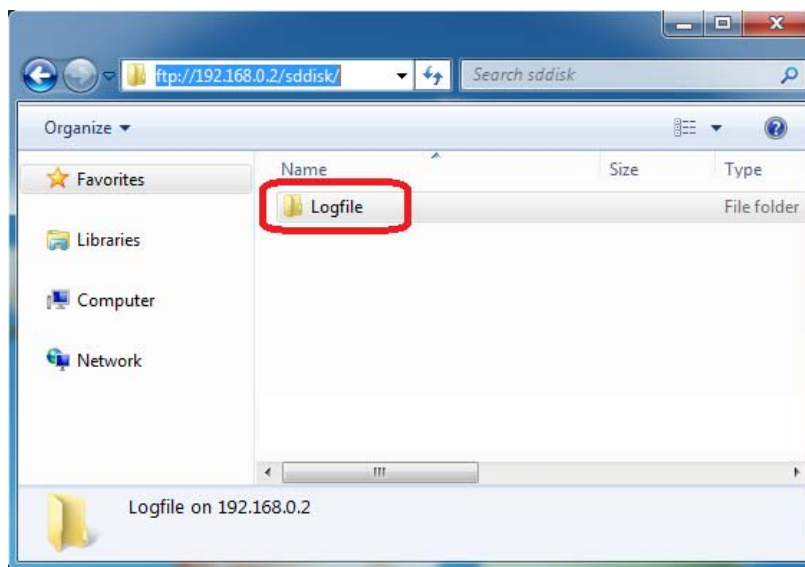 ftp://192.168.0.2/sddisk/
Search sddisk
Organize
Favorites
Name
Size
Type
Logfile
File folder
Libraries
Computer
Network
Logfile on 192.168.0.2